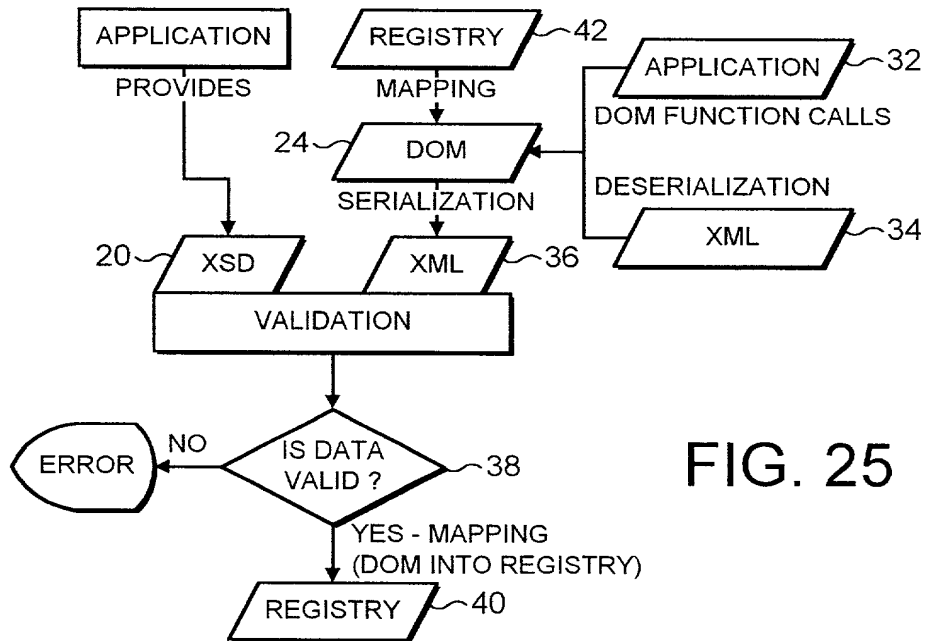 APPLICATION
PROVIDES
REGISTRY
42
MAPPING
APPLICATION
32
DOM FUNCTION CALLS
24
DOM
SERIALIZATION
DESERIALIZATION
XML
34
20
XSD
XML
36
VALIDATION
IS DATA
VALID ?
38
NO
ERROR
YES - MAPPING
(DOM INTO REGISTRY)
REGISTRY
40
FIG. 25